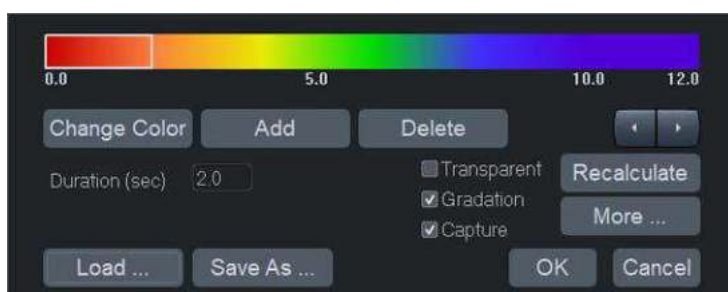 0.0 5.0 10.0 12.0
Change Color Add Delete
Duration (sec) 2.0
Transparent
Gradation
Capture
Recalculate
More ...
Load ... Save As ... OK Cancel